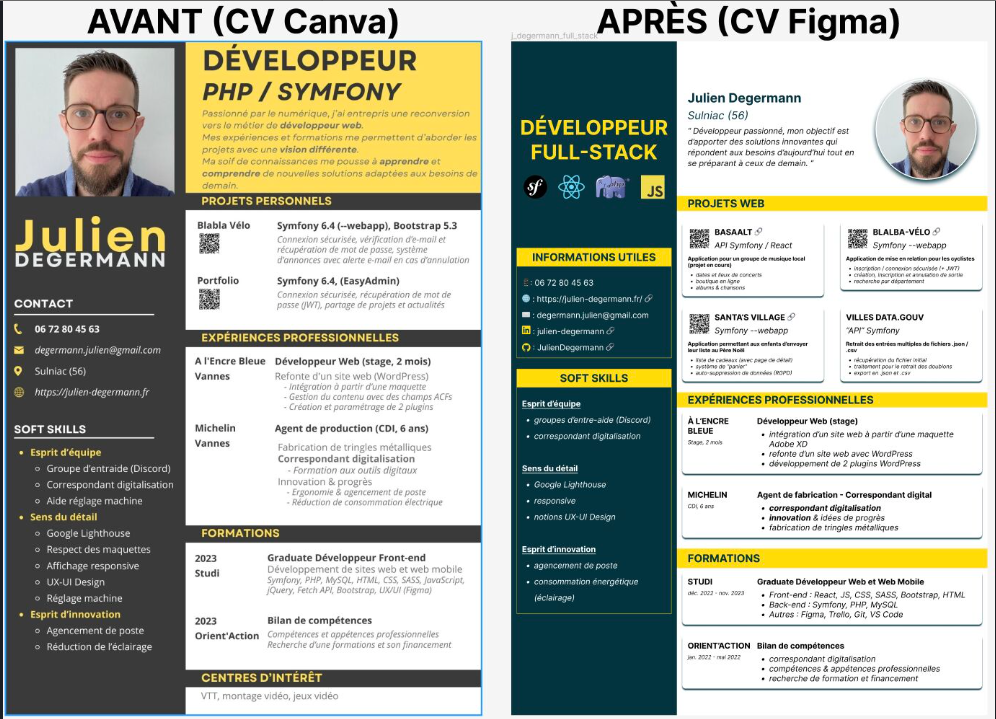 AVANT (CV Canva)
DÉVELOPPEUR
PHP / SYMFONY
Passionné par le numérique, j'ai entrepris une reconversion
vers le métier de développeur web.
Mes expériences et formations me permettent d'aborder les
projets avec une vision différente.
Ma soif de connaissances me pousse à apprendre et
comprendre de nouvelles solutions adaptées aux besoins de
demain.
Julien
DEGERMANN
CONTACT
06 72 80 45 63
degermann.julien@gmail.com
Sulniac (56)
https://julien-degermann.fr
SOFT SKILLS
Esprit d'équipe
Groupe d'entraide (Discord)
Correspondant digitalisation
Aide réglage machine
Sens du détail
Google Lighthouse
Respect des maquettes
Affichage responsive
UX-UI Design
Réglage machine
Esprit d'innovation
Agencement de poste
Réduction de l'éclairage
PROJETS PERSONNELS
Blabla Vélo Symfony 6.4 (--webapp), Bootstrap 5.3
Connexion sécurisée, vérification d'e-mail et
récupération de mot de passe, système
d'annonces avec alerte e-mail en cas d'annulation
Portfolio Symfony 6.4, (EasyAdmin)
Connexion sécurisée, récupération de mot de
passe (JWT), partage de projets et actualités
EXPÉRIENCES PROFESSIONNELLES
A l'Encre Bleue Développeur Web (stage, 2 mois)
Vannes Refonte d'un site web (WordPress)
- Intégration à partir d'une maquette
- Gestion du contenu avec des champs ACFs
- Création et paramétrage de 2 plugins
Michelin Agent de production (CDI, 6 ans)
Vannes
Fabrication de tringles métalliques
Correspondant digitalisation
- Formation aux outils digitaux
Innovation & progrès
- Ergonomie & agencement de poste
- Réduction de consommation électrique
FORMATIONS
2023 Graduate Développeur Front-end
Studi Développement de sites web et web mobile
Symfony, PHP, MySQL, HTML, CSS, SASS, JavaScript,
jQuery, Fetch API, Bootstrap, UX/UI (Figma)
2023 Bilan de compétences
Orient'Action Compétences et appétences professionnelles
Recherche d'une formations et son financement
CENTRES D'INTÉRÊT
VTT, montage vidéo, jeux vidéo
APRÈS (CV Figma)
j_degermann_full_stack
DÉVELOPPEUR
FULL-STACK
sf
php
JS
INFORMATIONS UTILES
: 06 72 80 45 63
: https://julien-degermann.fr/
: degermann.julien@gmail.com
in : julien-degermann
: JulienDegermann
SOFT SKILLS
Esprit d'équipe
groupes d'entre-aide (Discord)
correspondant digitalisation
Sens du détail
Google Lighthouse
responsive
notions UX-UI Design
Esprit d'innovation
agencement de poste
consommation énergétique
(éclairage)
Julien Degermann
Sulniac (56)
" Développeur passionné, mon objectif est
d'apporter des solutions innovantes qui
répondent aux besoins d'aujourd'hui tout en
se préparant à ceux de demain. "
PROJETS WEB
BASAALT
API Symfony / React
Application pour un groupe de musique local
(projet en cours)
dates et lieux de concerts
boutique en ligne
albums & chansons
BLALBA-VÉLO
Symfony --webapp
Application de mise en relation pour les cyclistes
inscription / connexion sécurisée (+ JWT)
création, inscription et annulation de sortie
recherche par département
SANTA'S VILLAGE
Symfony --webapp
Application permettant aux enfants d'envoyer
leur liste au Père Noël
liste de cadeaux (avec page de détail)
système de "panier"
auto-suppression de données (RGPD)
VILLES DATA.GOUV
"API" Symfony
Retrait des entrées multiples de fichiers .json /
.csv
récupération du fichier initial
traitement pour le retrait des doublons
export en .json et .csv
EXPÉRIENCES PROFESSIONNELLES
À L'ENCRE
BLEUE
Stage, 2 mois
Développeur Web (stage)
intégration d'un site web à partir d'une maquette
Adobe XD
refonte d'un site web avec WordPress
développement de 2 plugins WordPress
MICHELIN
CDI, 6 ans
Agent de fabrication - Correspondant digital
correspondant digitalisation
innovation & idées de progrès
fabrication de tringles métalliques
FORMATIONS
STUDI
déc. 2022 - nov. 2023
Graduate Développeur Web et Web Mobile
Front-end : React, JS, CSS, SASS, Bootstrap, HTML
Back-end : Symfony, PHP, MySQL
Autres : Figma, Trello, Git, VS Code
ORIENT'ACTION
jan. 2022 - mai 2022
Bilan de compétences
correspondant digitalisation
compétences & appétences professionnelles
recherche de formation et financement